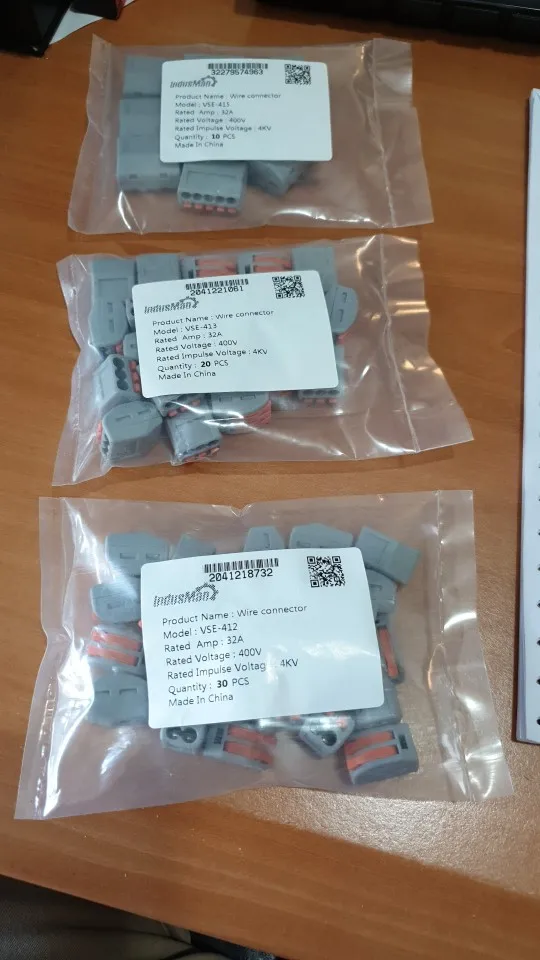 32279574963
IndusMan
Product Name : Wire connector
Model : VSE-415
Rated Amp : 32A
Rated Voltage : 400V
Rated Impulse Voltage : 4KV
Quantity : 10 PCS
Made In China
2041221061
IndusMan
Product Name : Wire connector
Model : VSE-413
Rated Amp : 32A
Rated Voltage : 400V
Rated Impulse Voltage : 4KV
Quantity : 20 PCS
Made In China
2041218732
IndusMan
Product Name : Wire connector
Model : VSE-412
Rated Amp : 32A
Rated Voltage : 400V
Rated Impulse Voltage : 4KV
Quantity : 30 PCS
Made In China